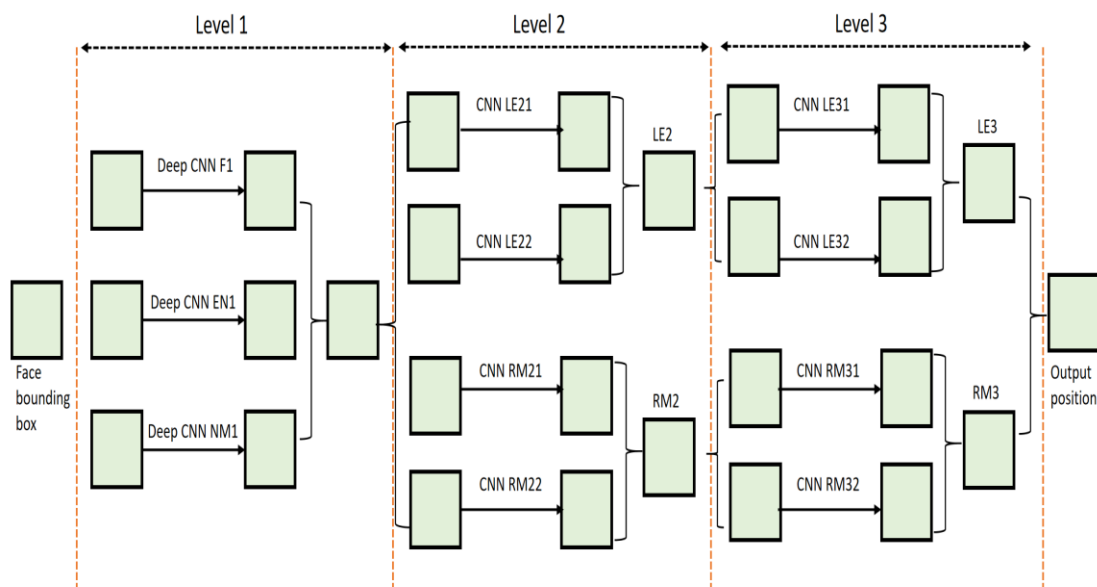 Level 1
Level 2
Level 3
Face
bounding
box
Deep CNN F1
Deep CNN EN1
Deep CNN NM1
CNN LE21
CNN LE22
LE2
CNN RM21
CNN RM22
RM2
CNN LE31
CNN LE32
LE3
CNN RM31
CNN RM32
RM3
Output
position